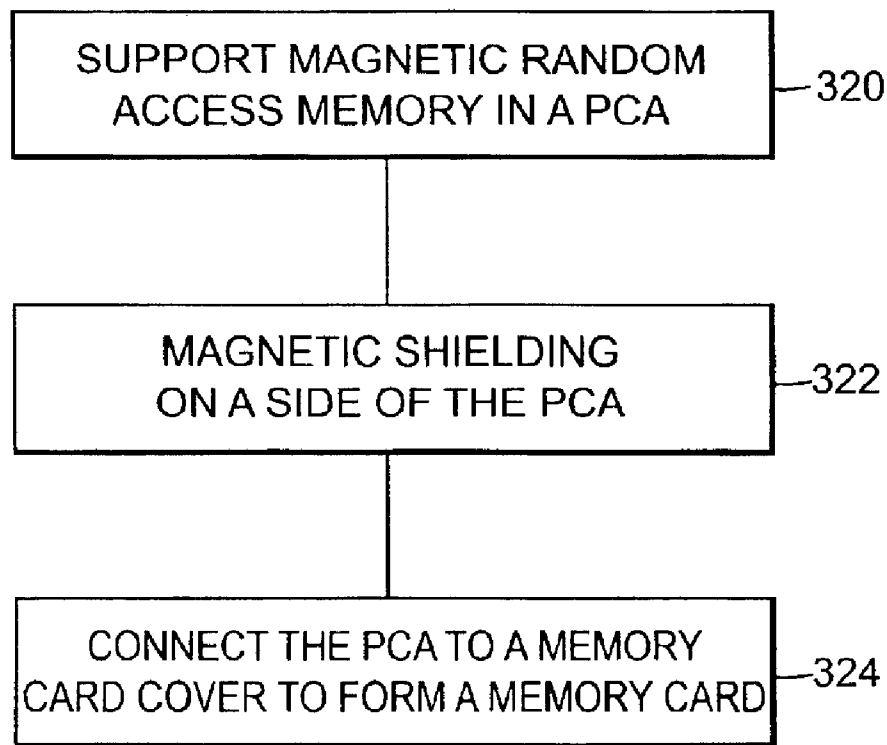 SUPPORT MAGNETIC RANDOM
ACCESS MEMORY IN A PCA
320
MAGNETIC SHIELDING
ON A SIDE OF THE PCA
322
CONNECT THE PCA TO A MEMORY
CARD COVER TO FORM A MEMORY CARD
324